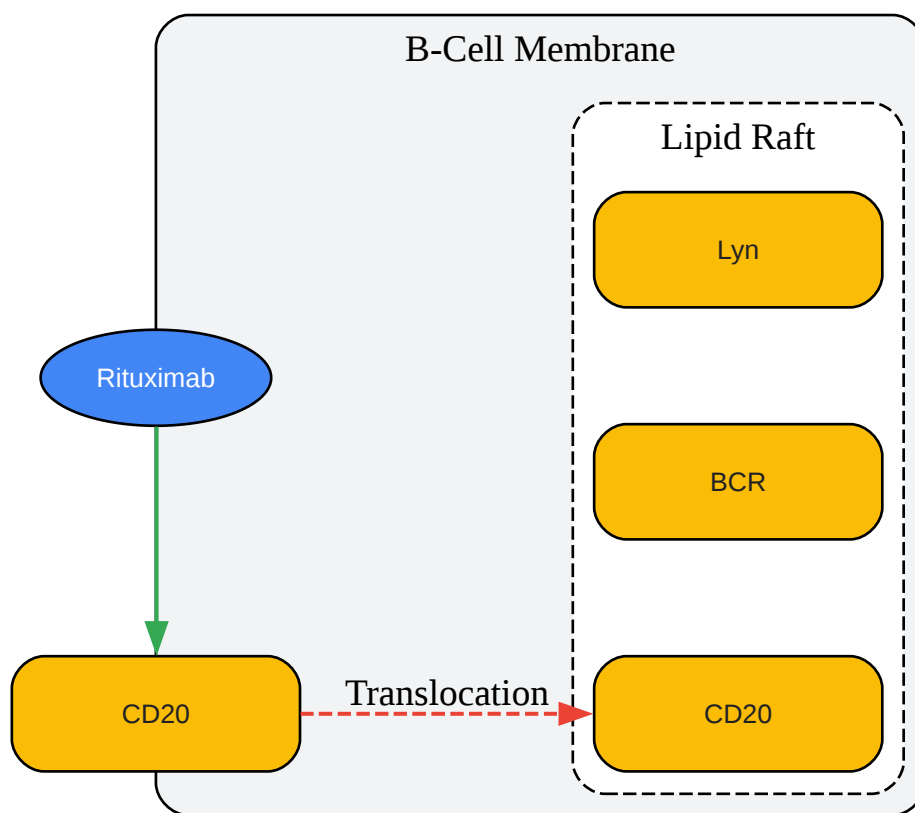 B-Cell Membrane
Lipid Raft
Lyn
Rituximab
BCR
CD20
Translocation
CD20